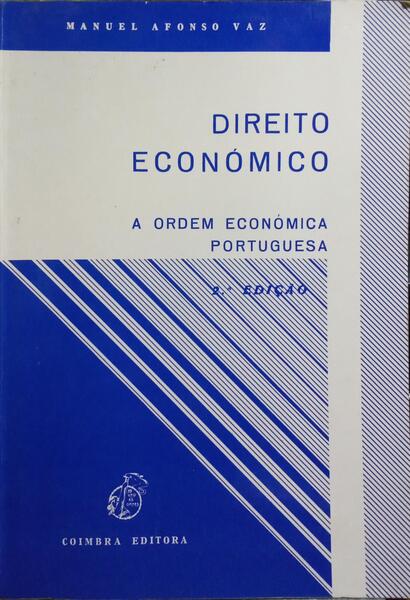 MANUEL AFONSO VAZ
DIREITO
ECONÓMICO
A ORDEM ECONÓMICA
PORTUGUESA
2.ª EDIÇÃO
COIMBRA EDITORA